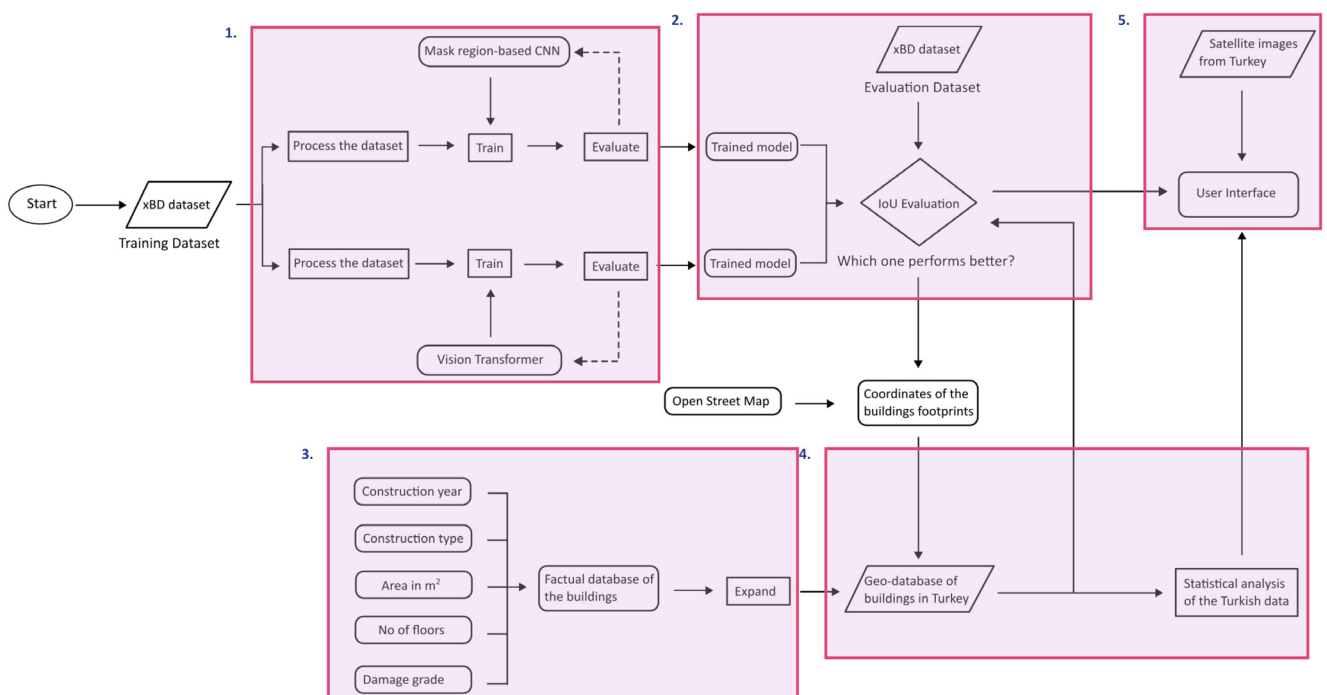 1.
Mask region-based CNN
Process the dataset
Train
Evaluate
Start
xBD dataset
Training Dataset
Process the dataset
Train
Evaluate
Vision Transformer
2.
xBD dataset
Evaluation Dataset
Trained model
IoU Evaluation
Trained model
Which one performs better?
5.
Satellite images
from Turkey
User Interface
Open Street Map
Coordinates of the
buildings footprints
3.
Construction year
Construction type
Area in m²
No of floors
Damage grade
Factual database of
the buildings
Expand
4.
Geo-database of
buildings in Turkey
Statistical analysis
of the Turkish data